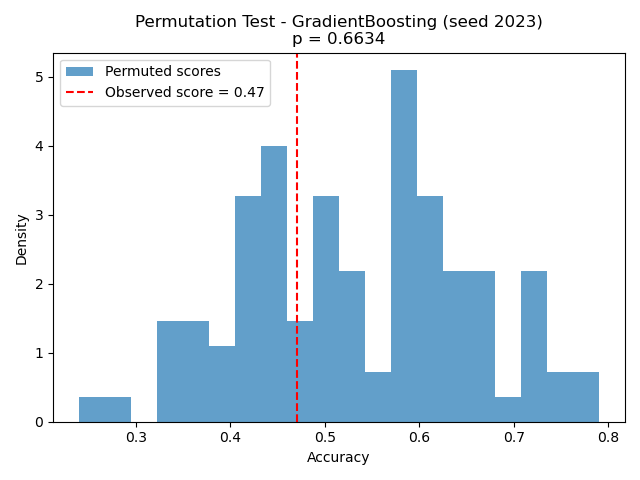 Permutation Test - GradientBoosting (seed 2023)
p = 0.6634
Permuted scores
Observed score = 0.47
Density
5
4
3
2
1
0
0.3 0.4 0.5 0.6 0.7 0.8
Accuracy